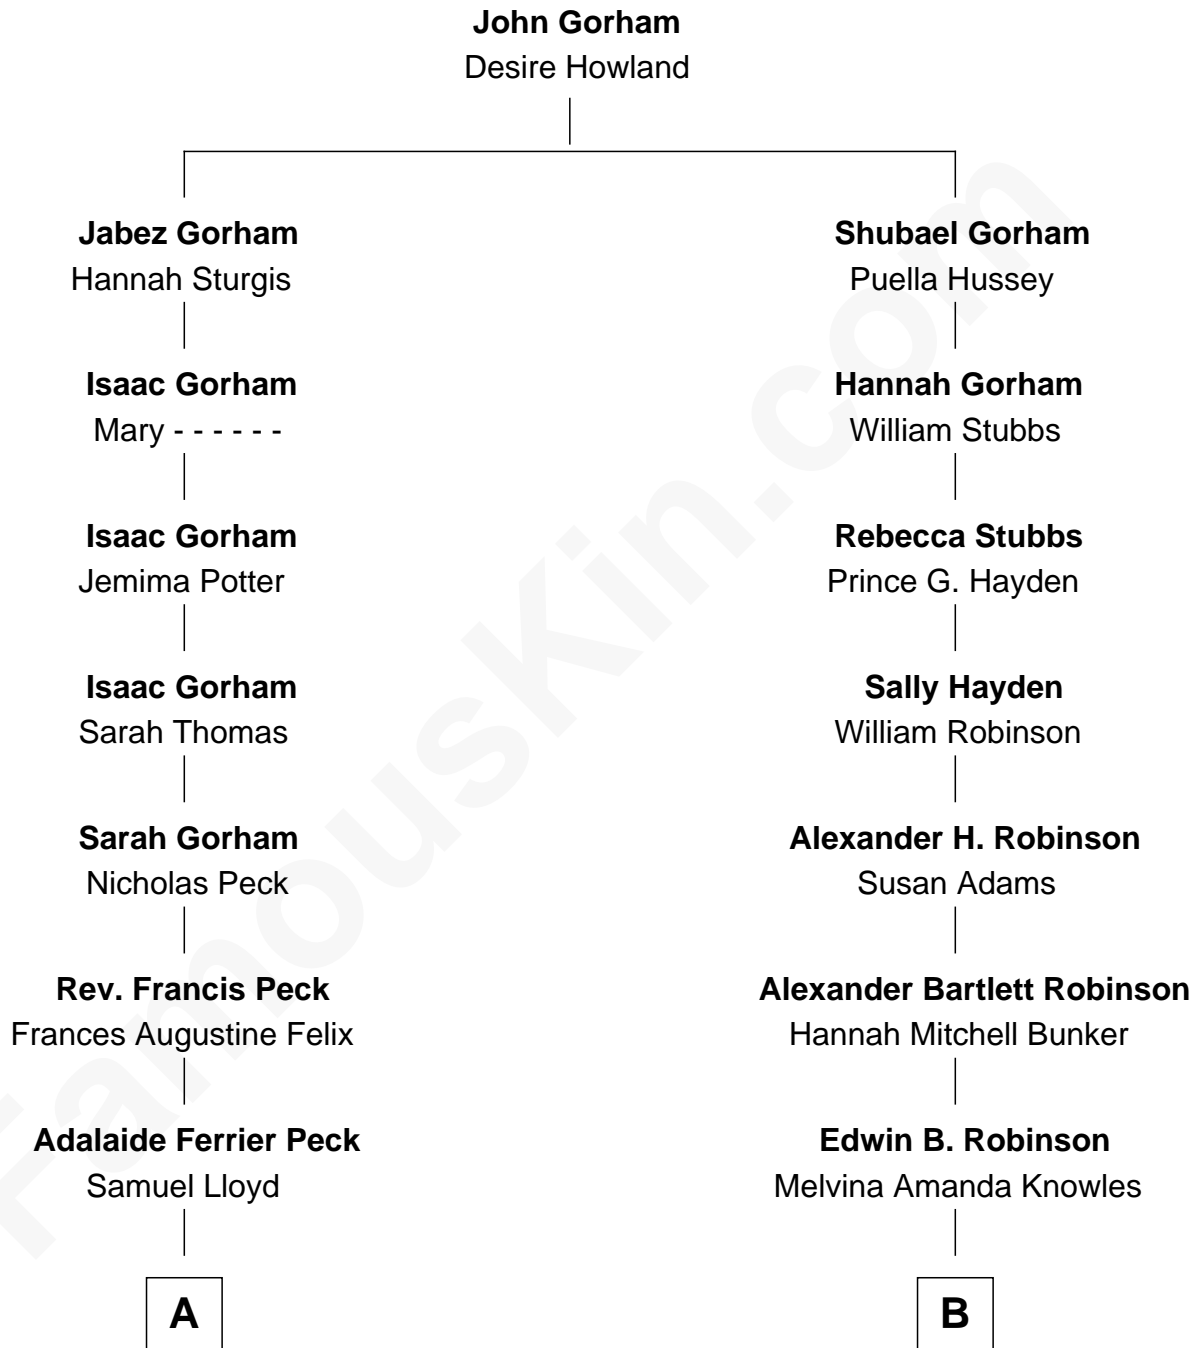 John Gorham
Desire Howland
Jabez Gorham
Hannah Sturgis
Shubael Gorham
Puella Hussey
Isaac Gorham
Mary - - - - - -
Hannah Gorham
William Stubbs
Isaac Gorham
Jemima Potter
Rebecca Stubbs
Prince G. Hayden
Isaac Gorham
Sarah Thomas
Sally Hayden
William Robinson
Sarah Gorham
Nicholas Peck
Alexander H. Robinson
Susan Adams
Rev. Francis Peck
Frances Augustine Felix
Alexander Bartlett Robinson
Hannah Mitchell Bunker
Adalaide Ferrier Peck
Samuel Lloyd
Edwin B. Robinson
Melvina Amanda Knowles
A
B
FamousKin.com